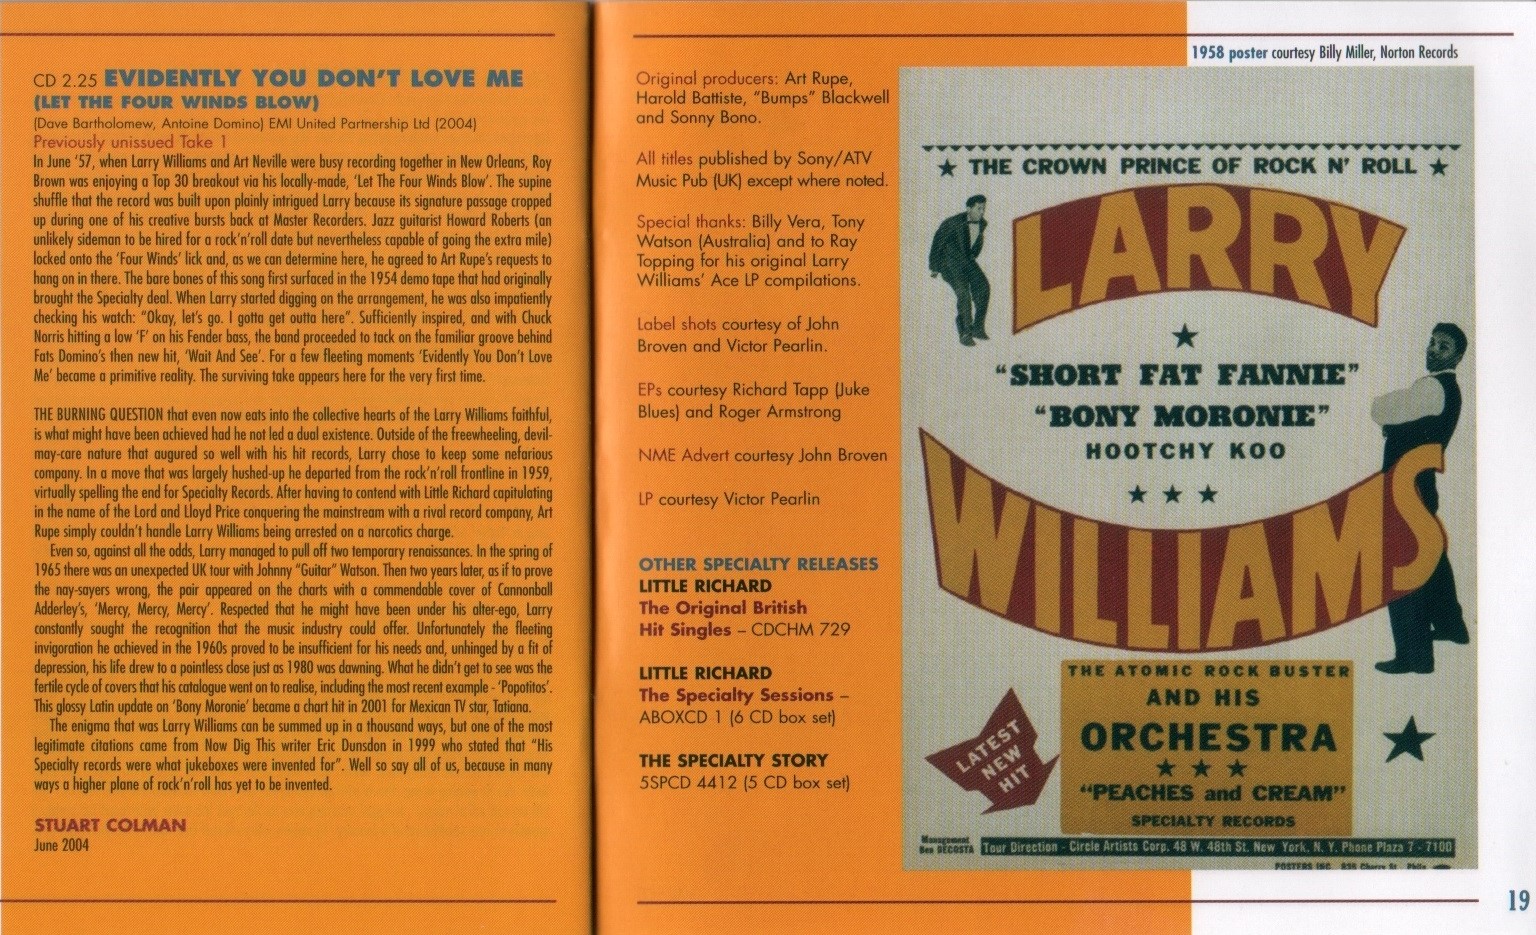 CD 2.25 EVIDENTLY YOU DON'T LOVE ME
(LET THE FOUR WINDS BLOW)
(Dave Bartholomew, Antoine Domino) EMI United Partnership Ltd (2004)
Previously unissued Take 1
In June '57, when Larry Williams and Art Neville were busy recording together in New Orleans, Roy
Brown was enjoying a Top 30 breakout via his locally-made, 'Let The Four Winds Blow'. The supine
shuffle that the record was built upon plainly intrigued Larry because its signature passage cropped
up during one of his creative bursts back at Master Recorders. Jazz guitarist Howard Roberts (an
unlikely sideman to be hired for a rock'n'roll date but nevertheless capable of going the extra mile)
locked onto the 'Four Winds' lick and, as we can determine here, he agreed to Art Rupe's requests to
hang on in there. The bare bones of this song first surfaced in the 1954 demo tape that had originally
brought the Specialty deal. When Larry started digging on the arrangement, he was also impatiently
checking his watch: "Okay, let's go. I gotta get outta here". Sufficiently inspired, and with Chuck
Norris hitting a low 'F' on his Fender bass, the band proceeded to tack on the familiar groove behind
Fats Domino's then new hit, 'Wait And See'. For a few fleeting moments 'Evidently You Don't Love
Me' became a primitive reality. The surviving take appears here for the very first time.
THE BURNING QUESTION that even now eats into the collective hearts of the Larry Williams faithful,
is what might have been achieved had he not led a dual existence. Outside of the freewheeling, devil-
may-care nature that augured so well with his hit records, Larry chose to keep some nefarious
company. In a move that was largely hushed-up he departed from the rock'n'roll frontline in 1959,
virtually spelling the end for Specialty Records. After having to contend with Little Richard capitulating
in the name of the Lord and Lloyd Price conquering the mainstream with a rival record company, Art
Rupe simply couldn't handle Larry Williams being arrested on a narcotics charge.
Even so, against all the odds, Larry managed to pull off two temporary renaissances. In the spring of
1965 there was an unexpected UK tour with Johnny "Guitar" Watson. Then two years later, as if to prove
the nay-sayers wrong, the pair appeared on the charts with a commendable cover of Cannonball
Adderley's, 'Mercy, Mercy, Mercy'. Respected that he might have been under his alter-ego, Larry
constantly sought the recognition that the music industry could offer. Unfortunately the fleeting
invigoration he achieved in the 1960s proved to be insufficient for his needs and, unhinged by a fit of
depression, his life drew to a pointless close just as 1980 was dawning. What he didn't get to see was the
fertile cycle of covers that his catalogue went on to realise, including the most recent example - 'Popotitos'.
This glossy Latin update on 'Bony Moronie' became a chart hit in 2001 for Mexican TV star, Tatiana.
The enigma that was Larry Williams can be summed up in a thousand ways, but one of the most
legitimate citations came from Now Dig This writer Eric Dunsdon in 1999 who stated that "His
Specialty records were what jukeboxes were invented for". Well so say all of us, because in many
ways a higher plane of rock'n'roll has yet to be invented.
STUART COLMAN
June 2004
Original producers: Art Rupe,
Harold Battiste, "Bumps" Blackwell
and Sonny Bono.
All titles published by Sony/ATV
Music Pub (UK) except where noted.
Special thanks: Billy Vera, Tony
Watson (Australia) and to Ray
Topping for his original Larry
Williams' Ace LP compilations.
Label shots courtesy of John
Broven and Victor Pearlin.
EPs courtesy Richard Tapp (Juke
Blues) and Roger Armstrong
NME Advert courtesy John Broven
LP courtesy Victor Pearlin
OTHER SPECIALTY RELEASES
LITTLE RICHARD
The Original British
Hit Singles – CDCHM 729
LITTLE RICHARD
The Specialty Sessions –
ABOXCD 1 (6 CD box set)
THE SPECIALTY STORY
5SPCD 4412 (5 CD box set)
1958 poster courtesy Billy Miller, Norton Records
★ THE CROWN PRINCE OF ROCK N' ROLL ★
LARRY
"SHORT FAT FANNIE"
"BONY MORONIE"
HOOTCHY KOO
WILLIAMS
THE ATOMIC ROCK BUSTER
AND HIS
ORCHESTRA
"PEACHES and CREAM"
SPECIALTY RECORDS
LATEST
NEW
HIT
Management
Ben DECOSTA
Tour Direction - Circle Artists Corp. 48 W. 48th St. New York, N. Y. Phone Plaza 7 - 7100
POSTERS INC. 835 Cherry St. Phila
19